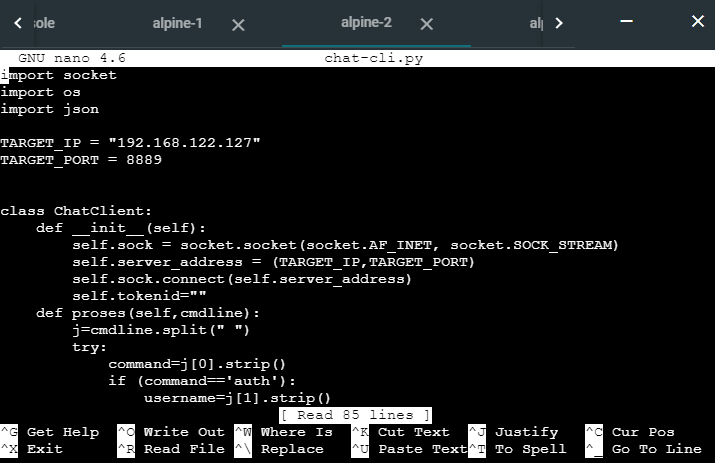 sole alpine-1 alpine-2 al
GNU nano 4.6 chat-cli.py
import socket
import os
import json
TARGET_IP = "192.168.122.127"
TARGET_PORT = 8889
class ChatClient:
    def __init__(self):
        self.sock = socket.socket(socket.AF_INET, socket.SOCK_STREAM)
        self.server_address = (TARGET_IP,TARGET_PORT)
        self.sock.connect(self.server_address)
        self.tokenid=""
    def proses(self,cmdline):
        j=cmdline.split(" ")
        try:
            command=j[0].strip()
            if (command=='auth'):
                username=j[1].strip()
[ Read 85 lines ]
^G Get Help ^O Write Out ^W Where Is ^K Cut Text ^J Justify ^C Cur Pos
^X Exit ^R Read File ^\ Replace ^U Paste Text ^T To Spell ^_ Go To Line